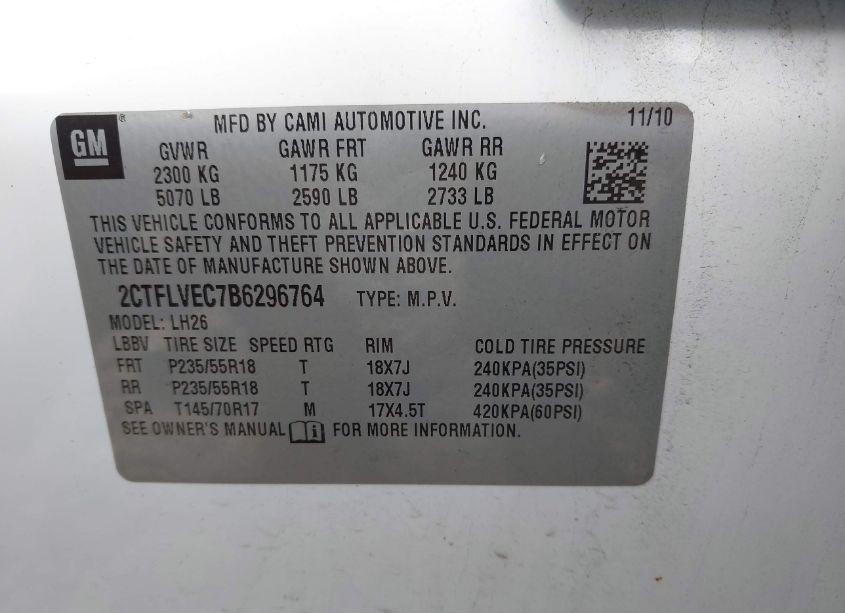 GM ® MFD BY CAMI AUTOMOTIVE INC. 11/10
GVWR GAWR FRT GAWR RR
2300 KG 1175 KG 1240 KG
5070 LB 2590 LB 2733 LB
THIS VEHICLE CONFORMS TO ALL APPLICABLE U.S. FEDERAL MOTOR
VEHICLE SAFETY AND THEFT PREVENTION STANDARDS IN EFFECT ON
THE DATE OF MANUFACTURE SHOWN ABOVE.
2CTFLVEC7B6296764 TYPE: M.P.V.
MODEL: LH26
LBBV TIRE SIZE SPEED RTG RIM COLD TIRE PRESSURE
FRT P235/55R18 T 18X7J 240KPA(35PSI)
RR P235/55R18 T 18X7J 240KPA(35PSI)
SPA T145/70R17 M 17X4.5T 420KPA(60PSI)
SEE OWNER'S MANUAL FOR MORE INFORMATION.